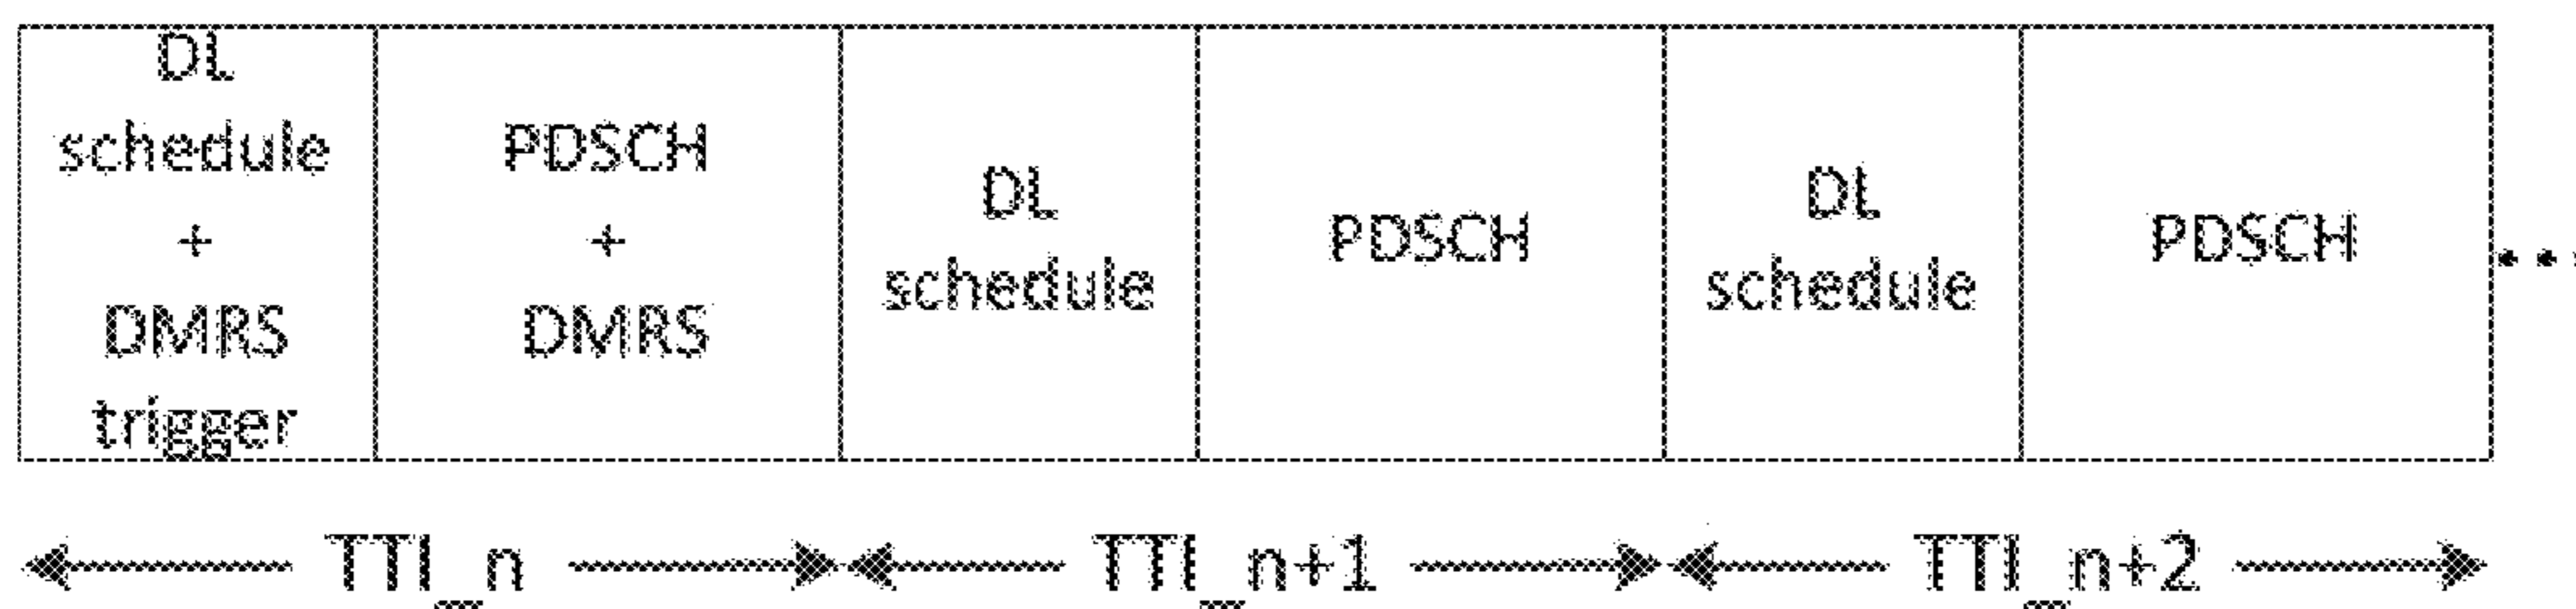 DL
schedule
+
DMRS
trigger
PDSCH
+
DMRS
DL
schedule
PDSCH
DL
schedule
PDSCH
...
TTI_n
TTI_n+1
TTI_n+2